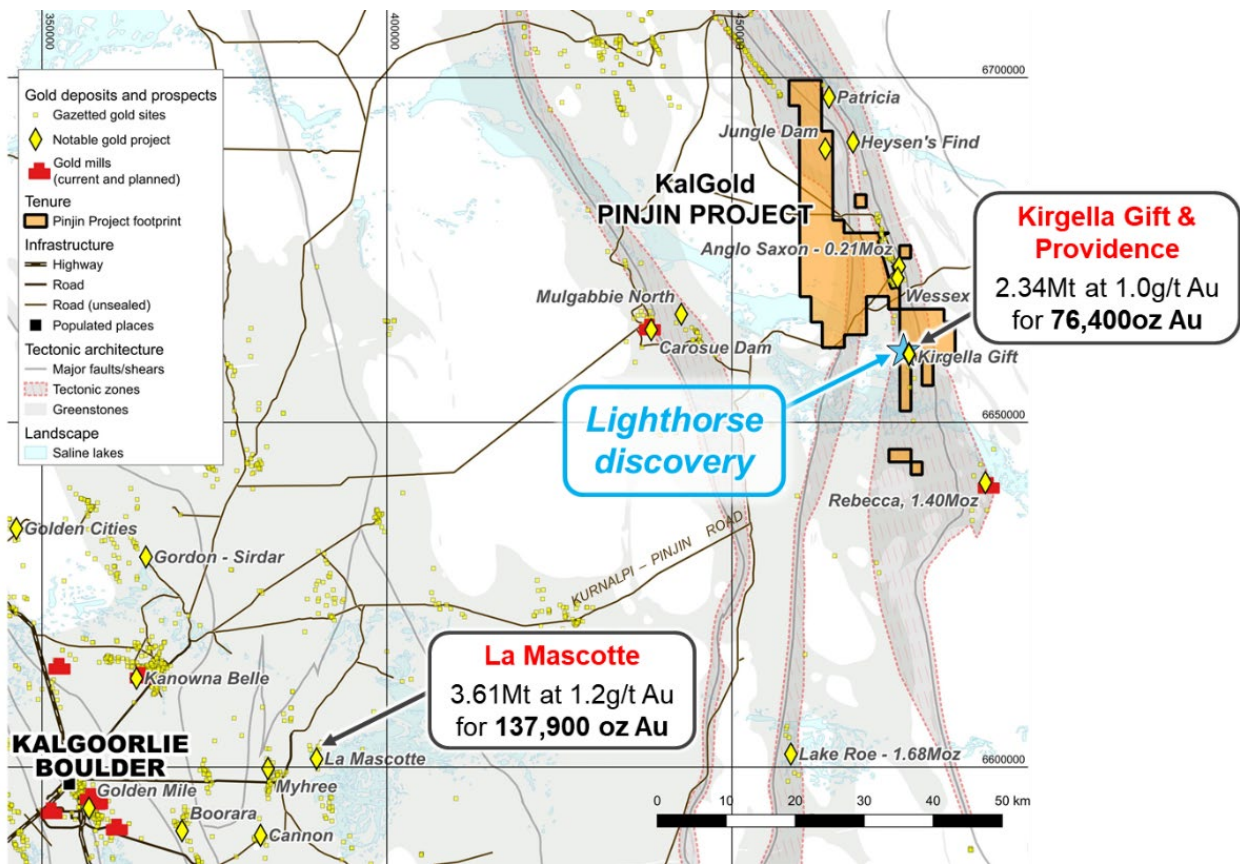 350000
400000
450000
6700000
6650000
6600000
Gold deposits and prospects
Gazetted gold sites
Notable gold project
Gold mills
(current and planned)
Tenure
Pinjin Project footprint
Infrastructure
Highway
Road
Road (unsealed)
Populated places
Tectonic architecture
Major faults/shears
Tectonic zones
Greenstones
Landscape
Saline lakes
Patricia
Jungle Dam
Heysen's Find
KalGold
PINJIN PROJECT
Anglo Saxon - 0.21Moz
Wessex
Kirgella Gift &
Providence
2.34Mt at 1.0g/t Au
for 76,400oz Au
Mulgabbie North
Carosue Dam
Kirgella Gift
Lighthorse
discovery
Rebecca, 1.40Moz
Golden Cities
Gordon - Sirdar
KURNALPI – PINJIN ROAD
La Mascotte
3.61Mt at 1.2g/t Au
for 137,900 oz Au
Kanowna Belle
KALGOORLIE
BOULDER
Golden Mile
La Mascotte
Myhree
Boorara
Cannon
Lake Roe - 1.68Moz
0 10 20 30 40 50 km